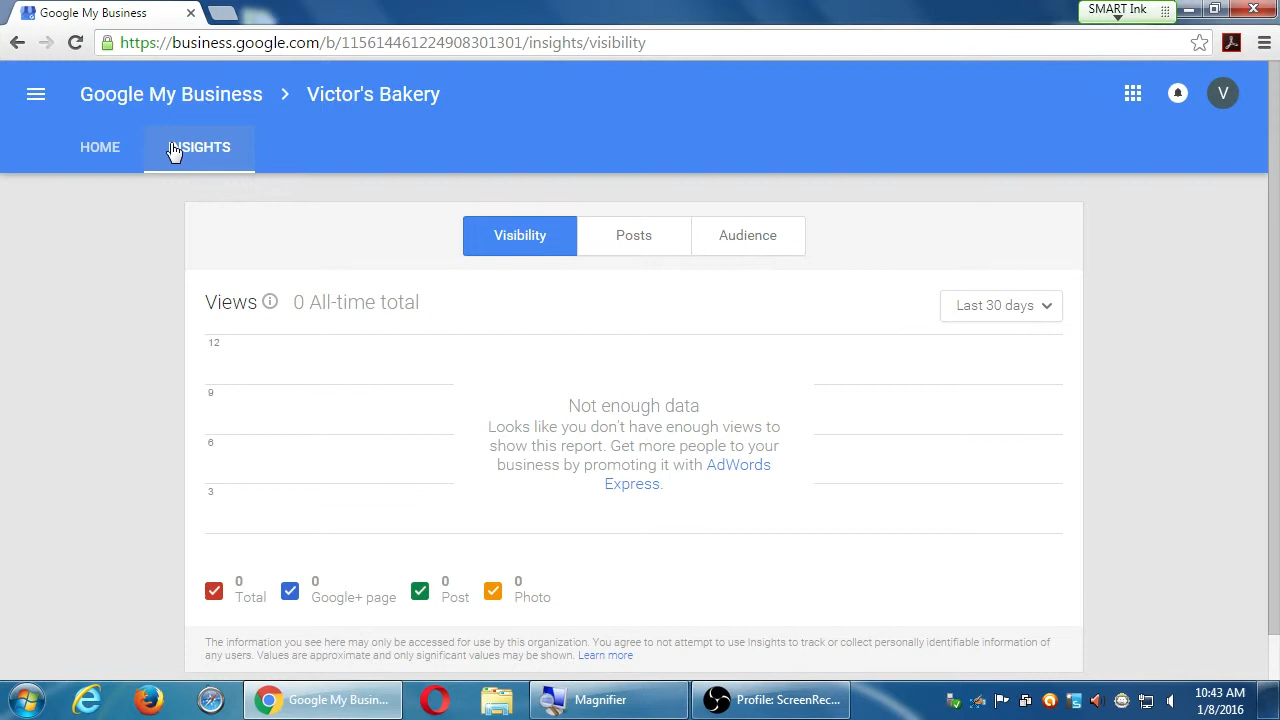 Google My Business
SMART Ink
https://business.google.com/b/115614461224908301301/insights/visibility
Google My Business > Victor's Bakery
V
HOME
INSIGHTS
Visibility
Posts
Audience
Views 0 All-time total
Last 30 days
12
9
6
3
Not enough data
Looks like you don't have enough views to
show this report. Get more people to your
business by promoting it with AdWords
Express.
0
Total
0
Google+ page
0
Post
0
Photo
The information you see here may only be accessed for use by this organization. You agree to not attempt to use Insights to track or collect personally identifiable information of
any users. Values are approximate and only significant values may be shown. Learn more
Google My Busin...
Magnifier
Profile: ScreenRec...
10:43 AM
1/8/2016